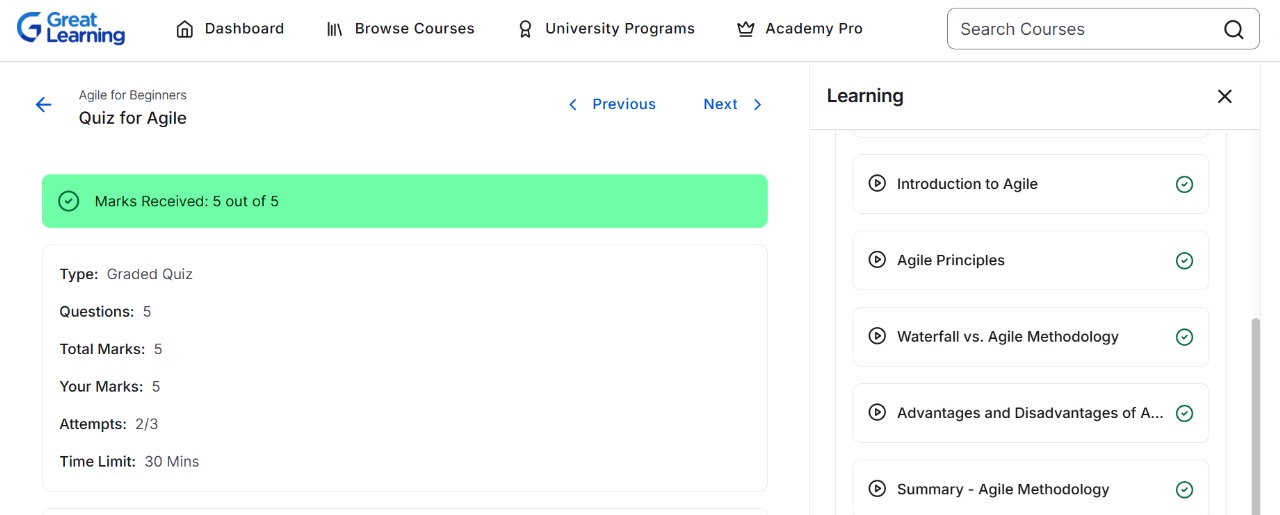 Great
Learning
Dashboard
Browse Courses
University Programs
Academy Pro
Search Courses
Agile for Beginners
Quiz for Agile
Previous
Next
Marks Received: 5 out of 5
Type: Graded Quiz
Questions: 5
Total Marks: 5
Your Marks: 5
Attempts: 2/3
Time Limit: 30 Mins
Learning
Introduction to Agile
Agile Principles
Waterfall vs. Agile Methodology
Advantages and Disadvantages of A...
Summary - Agile Methodology